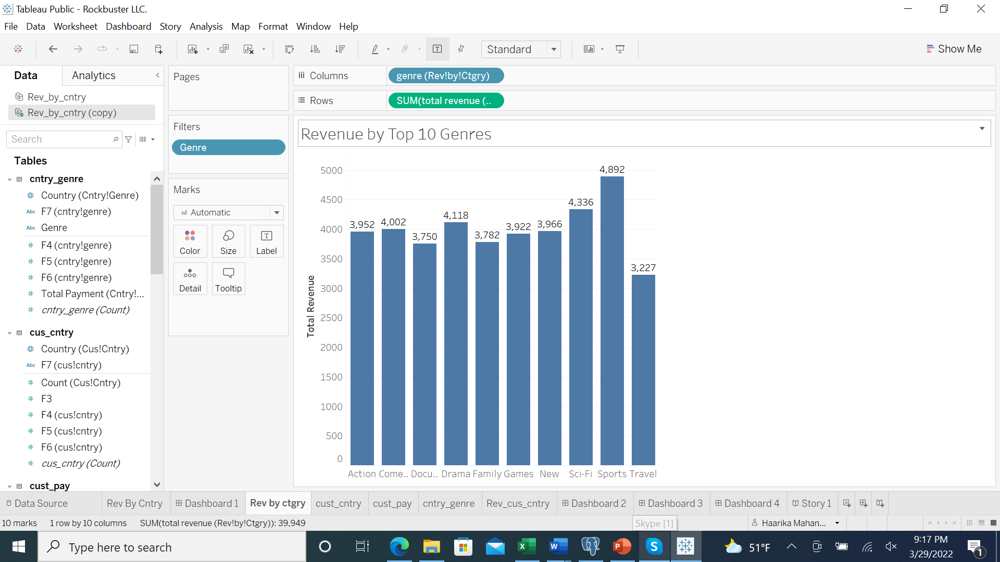 Tableau Public - Rockbuster LLC.
File Data Worksheet Dashboard Story Analysis Map Format Window Help
Standard
Show Me
Data Analytics
Rev_by_cntry
Rev_by_cntry (copy)
Search
Tables
cntry_genre
Country (Cntry!Genre)
Abc F7 (cntry!genre)
Abc Genre
# F4 (cntry!genre)
# F5 (cntry!genre)
# F6 (cntry!genre)
# Total Payment (Cntry!...
# cntry_genre (Count)
cus_cntry
Country (Cus!Cntry)
Abc F7 (cus!cntry)
# Count (Cus!Cntry)
# F3
# F4 (cus!cntry)
# F5 (cus!cntry)
# F6 (cus!cntry)
# cus_cntry (Count)
cust_pay
Pages
Filters
Genre
Marks
Automatic
Color Size Label
Detail Tooltip
Columns genre (Rev!by!Ctgry)
Rows SUM(total revenue (..
Revenue by Top 10 Genres
Total Revenue
5000
4500
4000
3500
3000
2500
2000
1500
1000
500
0
3,952 4,002 3,750 4,118 3,782 3,922 3,966 4,336 4,892 3,227
Action Come.. Docu.. Drama Family Games New Sci-Fi Sports Travel
Data Source Rev By Cntry Dashboard 1 Rev by ctgry cust_cntry cust_pay cntry_genre Rev_cus_cntry Dashboard 2 Dashboard 3 Dashboard 4 Story 1
10 marks 1 row by 10 columns SUM(total revenue (Rev!by!Ctgry)): 39,949
Skype [1]
Haarika Mahan...
Type here to search
51°F
9:17 PM
3/29/2022
1